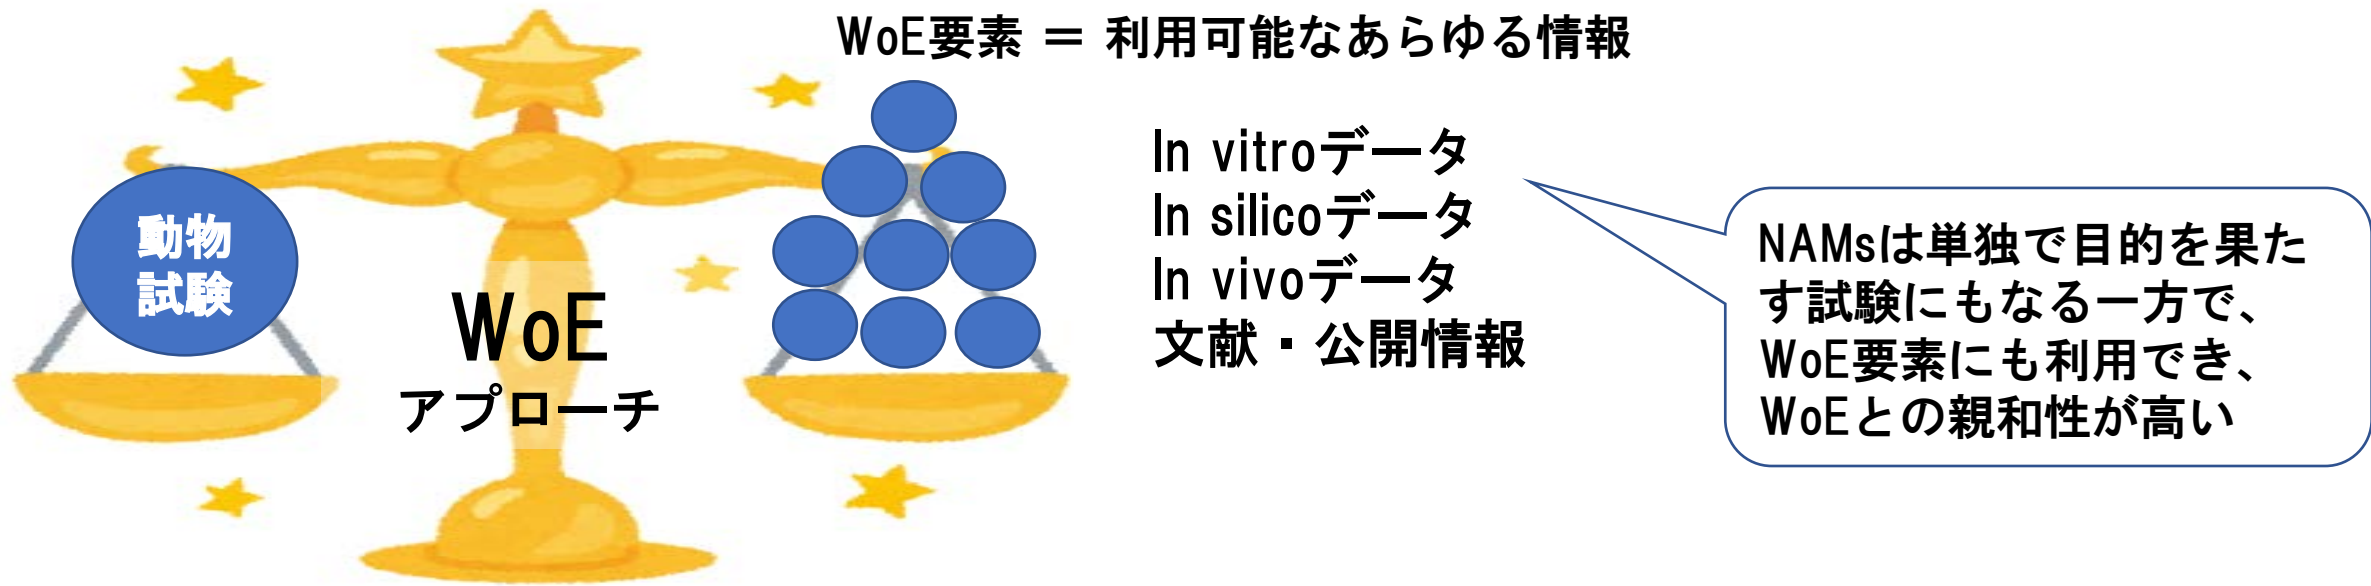 WoE要素 ＝ 利用可能なあらゆる情報
動物
試験
WoE
アプローチ
In vitroデータ
In silicoデータ
In vivoデータ
文献・公開情報
NAMsは単独で目的を果た
す試験にもなる一方で、
WoE要素にも利用でき、
WoEとの親和性が高い